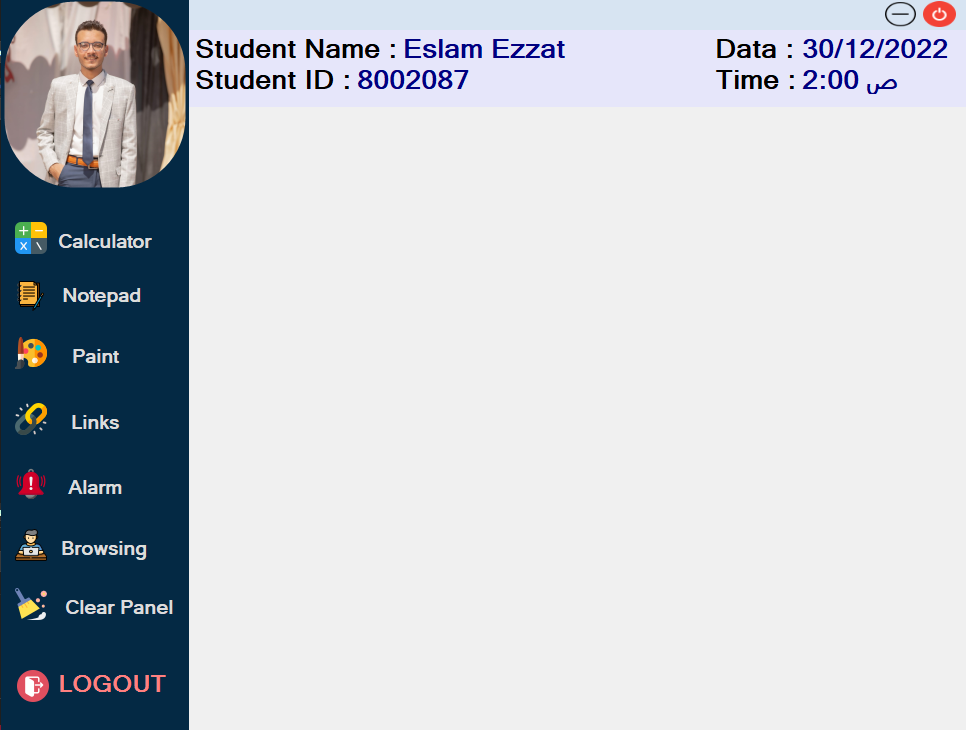 Student Name : Eslam Ezzat
Data : 30/12/2022
Student ID : 8002087
Time : 2:00 ص
Calculator
Notepad
Paint
Links
Alarm
Browsing
Clear Panel
LOGOUT